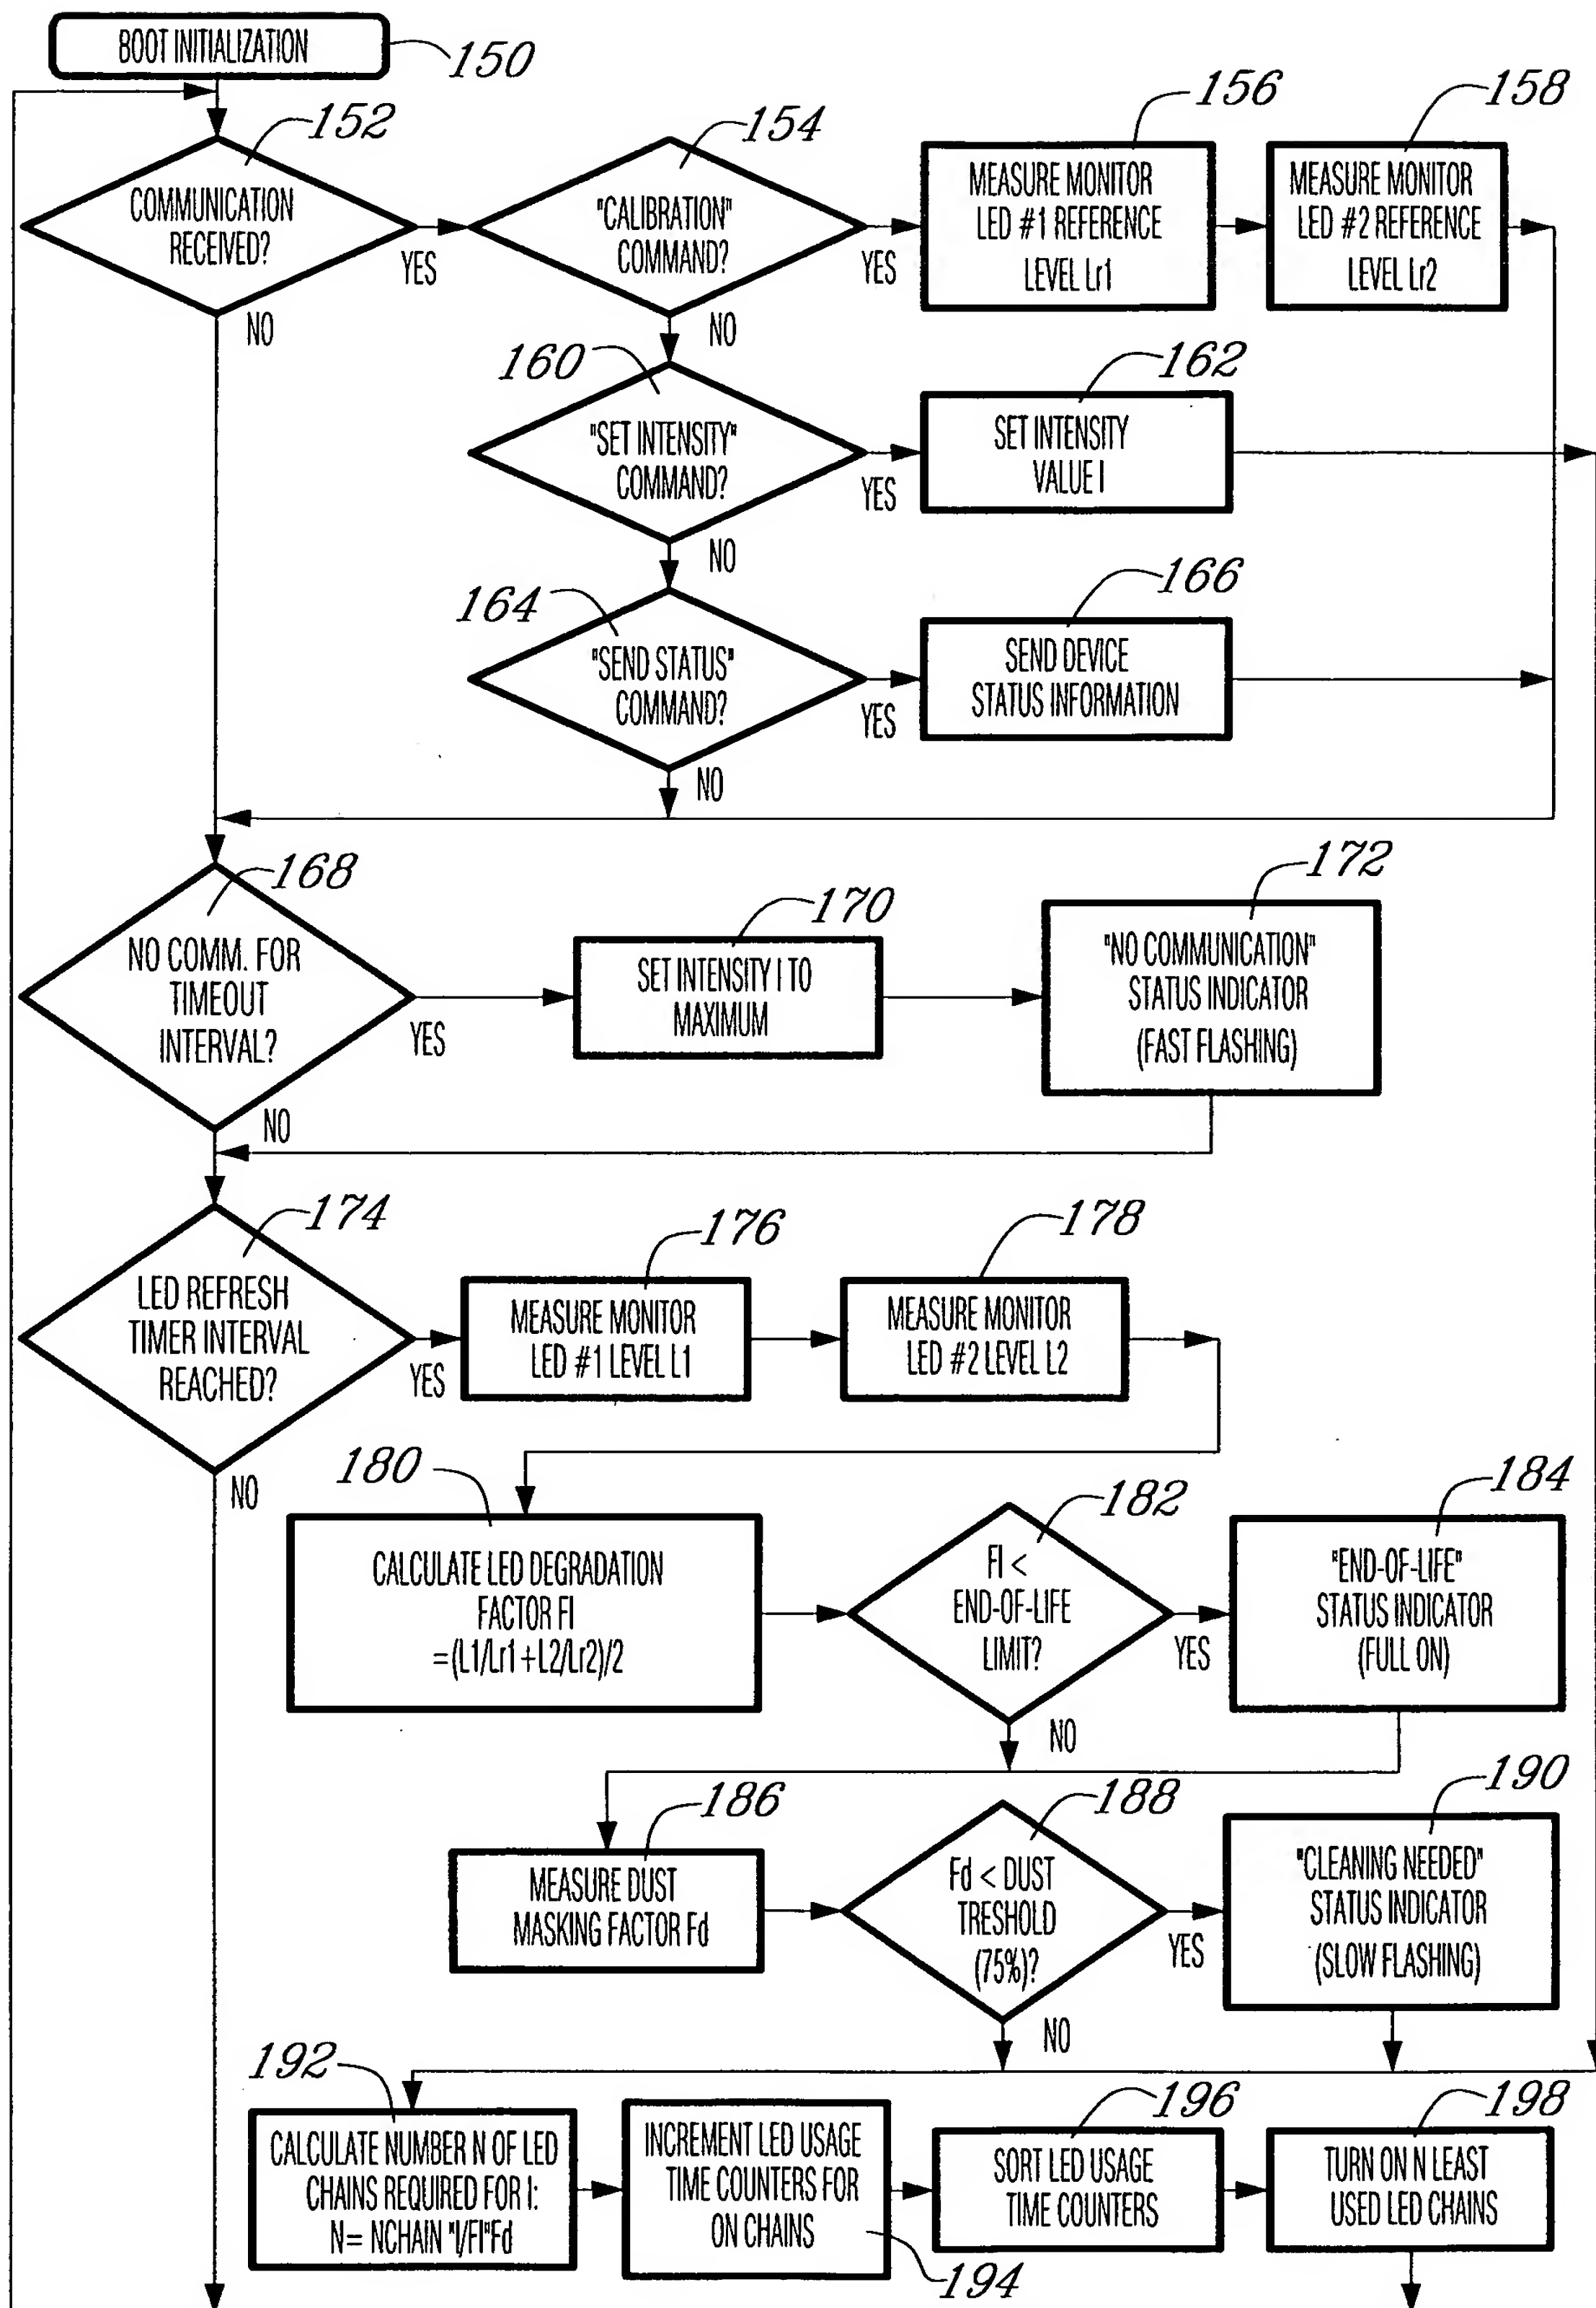 BOOT INITIALIZATION
150
152
COMMUNICATION
RECEIVED?
YES
NO
154
"CALIBRATION"
COMMAND?
YES
NO
156
MEASURE MONITOR
LED #1 REFERENCE
LEVEL Lr1
158
MEASURE MONITOR
LED #2 REFERENCE
LEVEL Lr2
160
"SET INTENSITY"
COMMAND?
YES
NO
162
SET INTENSITY
VALUE I
164
"SEND STATUS"
COMMAND?
YES
NO
166
SEND DEVICE
STATUS INFORMATION
168
NO COMM. FOR
TIMEOUT
INTERVAL?
YES
NO
170
SET INTENSITY I TO
MAXIMUM
172
"NO COMMUNICATION"
STATUS INDICATOR
(FAST FLASHING)
174
LED REFRESH
TIMER INTERVAL
REACHED?
YES
NO
176
MEASURE MONITOR
LED #1 LEVEL L1
178
MEASURE MONITOR
LED #2 LEVEL L2
180
CALCULATE LED DEGRADATION
FACTOR Fl
=(L1/Lr1+L2/Lr2)/2
182
Fl <
END-OF-LIFE
LIMIT?
YES
NO
184
"END-OF-LIFE"
STATUS INDICATOR
(FULL ON)
186
MEASURE DUST
MASKING FACTOR Fd
188
Fd < DUST
TRESHOLD
(75%)?
YES
NO
190
"CLEANING NEEDED"
STATUS INDICATOR
(SLOW FLASHING)
192
CALCULATE NUMBER N OF LED
CHAINS REQUIRED FOR I:
N= NCHAIN "I/Fl"Fd
INCREMENT LED USAGE
TIME COUNTERS FOR
ON CHAINS
194
196
SORT LED USAGE
TIME COUNTERS
198
TURN ON N LEAST
USED LED CHAINS